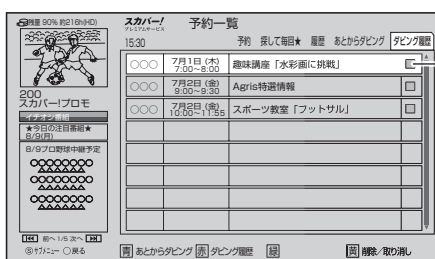 残量 90% 約216h(HD)
スカパー!
プレミアムサービス
予約一覧
15:30
予約 探して毎回★ 履歴 あとからダビング ダビング履歴
○○○ 7月1日 (木) 7:00~8:00 趣味講座「水彩画に挑戦」
○○○ 7月2日 (金) 9:00~9:30 Agris特選情報
○○○ 7月2日 (金) 10:00~11:55 スポーツ教室「フットサル」
200
スカパー!プロモ
イチオシ番組
★今日の注目番組★
8/9(月)
8/9プロ野球中継予定
○○○○○○○○
△△△△△△
○○○○○○○○
△△△△△△
○○○○○○○○
△△△△△△
前へ 1/5 次へ
Ⓢサブメニュー ○戻る
青 あとからダビング 赤 ダビング履歴 緑 黄 削除/取り消し